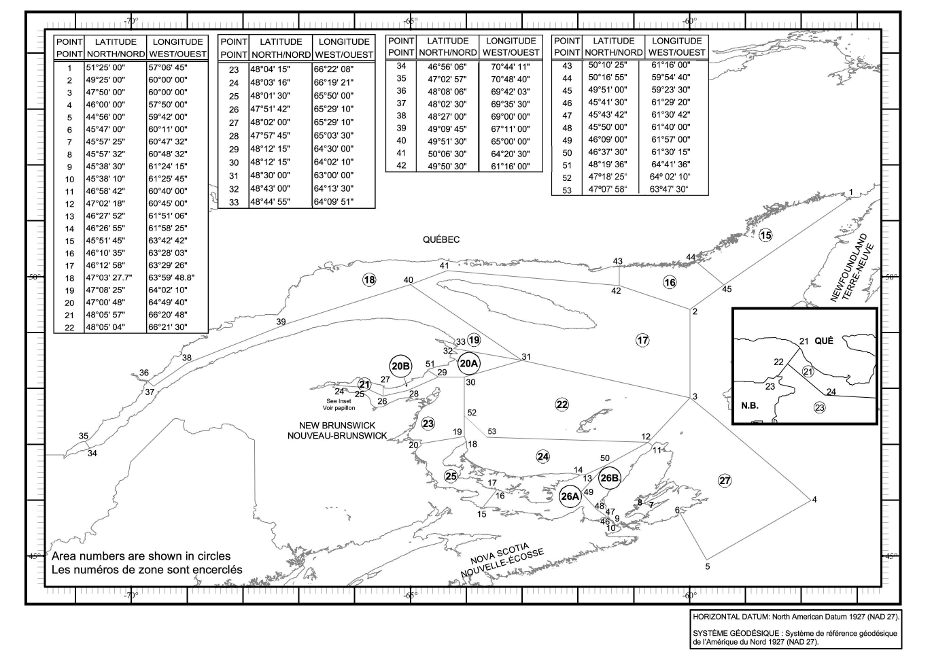 -70° -65° -60°
POINT LATITUDE LONGITUDE
POINT NORTH/NORD WEST/OUEST
1 51°25' 00" 57°06' 45"
2 49°25' 00" 60°00' 00"
3 47°50' 00" 60°00' 00"
4 46°00' 00" 57°50' 00"
5 44°56' 00" 59°42' 00"
6 45°47' 00" 60°11' 00"
7 45°57' 25" 60°47' 32"
8 45°57' 32" 60°48' 32"
9 45°38' 30" 61°24' 15"
10 45°38' 10" 61°25' 45"
11 46°58' 42" 60°40' 00"
12 47°02' 18" 60°45' 00"
13 46°27' 52" 61°51' 06"
14 46°26' 55" 61°58' 25"
15 45°51' 45" 63°42' 42"
16 46°10' 35" 63°28' 03"
17 46°12' 58" 63°29' 26"
18 47°03' 27.7" 63°59' 48.8"
19 47°08' 25" 64°02' 10"
20 47°00' 48" 64°49' 40"
21 48°05' 57" 66°20' 48"
22 48°05' 04" 66°21' 30"
POINT LATITUDE LONGITUDE
POINT NORTH/NORD WEST/OUEST
23 48°04' 15" 66°22' 08"
24 48°03' 16" 66°19' 21"
25 48°01' 30" 65°50' 00"
26 47°51' 42" 65°29' 10"
27 48°02' 00" 65°29' 10"
28 47°57' 45" 65°03' 30"
29 48°12' 15" 64°30' 00"
30 48°12' 15" 64°02' 10"
31 48°30' 00" 63°00' 00"
32 48°43' 00" 64°13' 30"
33 48°44' 55" 64°09' 51"
POINT LATITUDE LONGITUDE
POINT NORTH/NORD WEST/OUEST
34 46°56' 06" 70°44' 11"
35 47°02' 57" 70°48' 40"
36 48°08' 06" 69°42' 03"
37 48°02' 30" 69°35' 30"
38 48°27' 00" 69°00' 00"
39 49°09' 45" 67°11' 00"
40 49°51' 30" 65°00' 00"
41 50°06' 30" 64°20' 30"
42 49°50' 30" 61°16' 00"
POINT LATITUDE LONGITUDE
POINT NORTH/NORD WEST/OUEST
43 50°10' 25" 61°16' 00"
44 50°16' 55" 59°54' 40"
45 49°51' 00" 59°23' 30"
46 45°41' 30" 61°29' 20"
47 45°43' 42" 61°30' 42"
48 45°50' 00" 61°40' 00"
49 46°09' 00" 61°57' 00"
50 46°37' 30" 61°30' 15"
51 48°19' 36" 64°41' 36"
52 47°18' 25" 64° 02' 10"
53 47°07' 58" 63°47' 30"
1
QUÉBEC
15
NEWFOUNDLAND
TERRE-NEUVE
41 43 44
50° 18 40 16 50°
42 45
2
39 33 19 17
32
38 31
36 20B 51 20A
37 21 27 29 30
24 25 26 28
See Inset
Voir papillon
3
22
21 QUÉ
22 21
23 24
N.B. 23
52
NEW BRUNSWICK 23
NOUVEAU-BRUNSWICK
35 20 19 18 53 12
34 11
24 50
25 17 14 13 26B 27
16 26A 49
15 48 8 7 6 4
47
46 9
10
NOVA SCOTIA
NOUVELLE-ÉCOSSE
5
45° 45°
Area numbers are shown in circles
Les numéros de zone sont encerclés
-70° -65° -60°
HORIZONTAL DATUM: North American Datum 1927 (NAD 27).
SYSTÈME GÉODÉSIQUE : Système de référence géodésique
de l'Amérique du Nord 1927 (NAD 27).